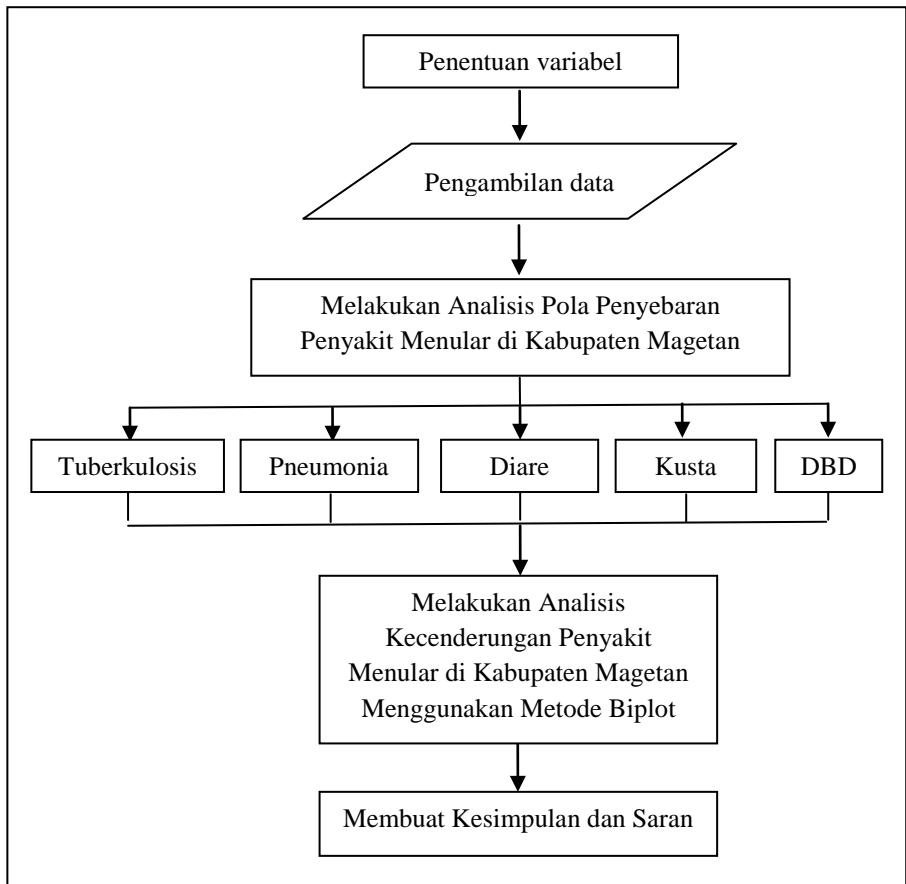 Penentuan variabel
Pengambilan data
Melakukan Analisis Pola Penyebaran
Penyakit Menular di Kabupaten Magetan
Tuberkulosis
Pneumonia
Diare
Kusta
DBD
Melakukan Analisis
Kecenderungan Penyakit
Menular di Kabupaten Magetan
Menggunakan Metode Biplot
Membuat Kesimpulan dan Saran